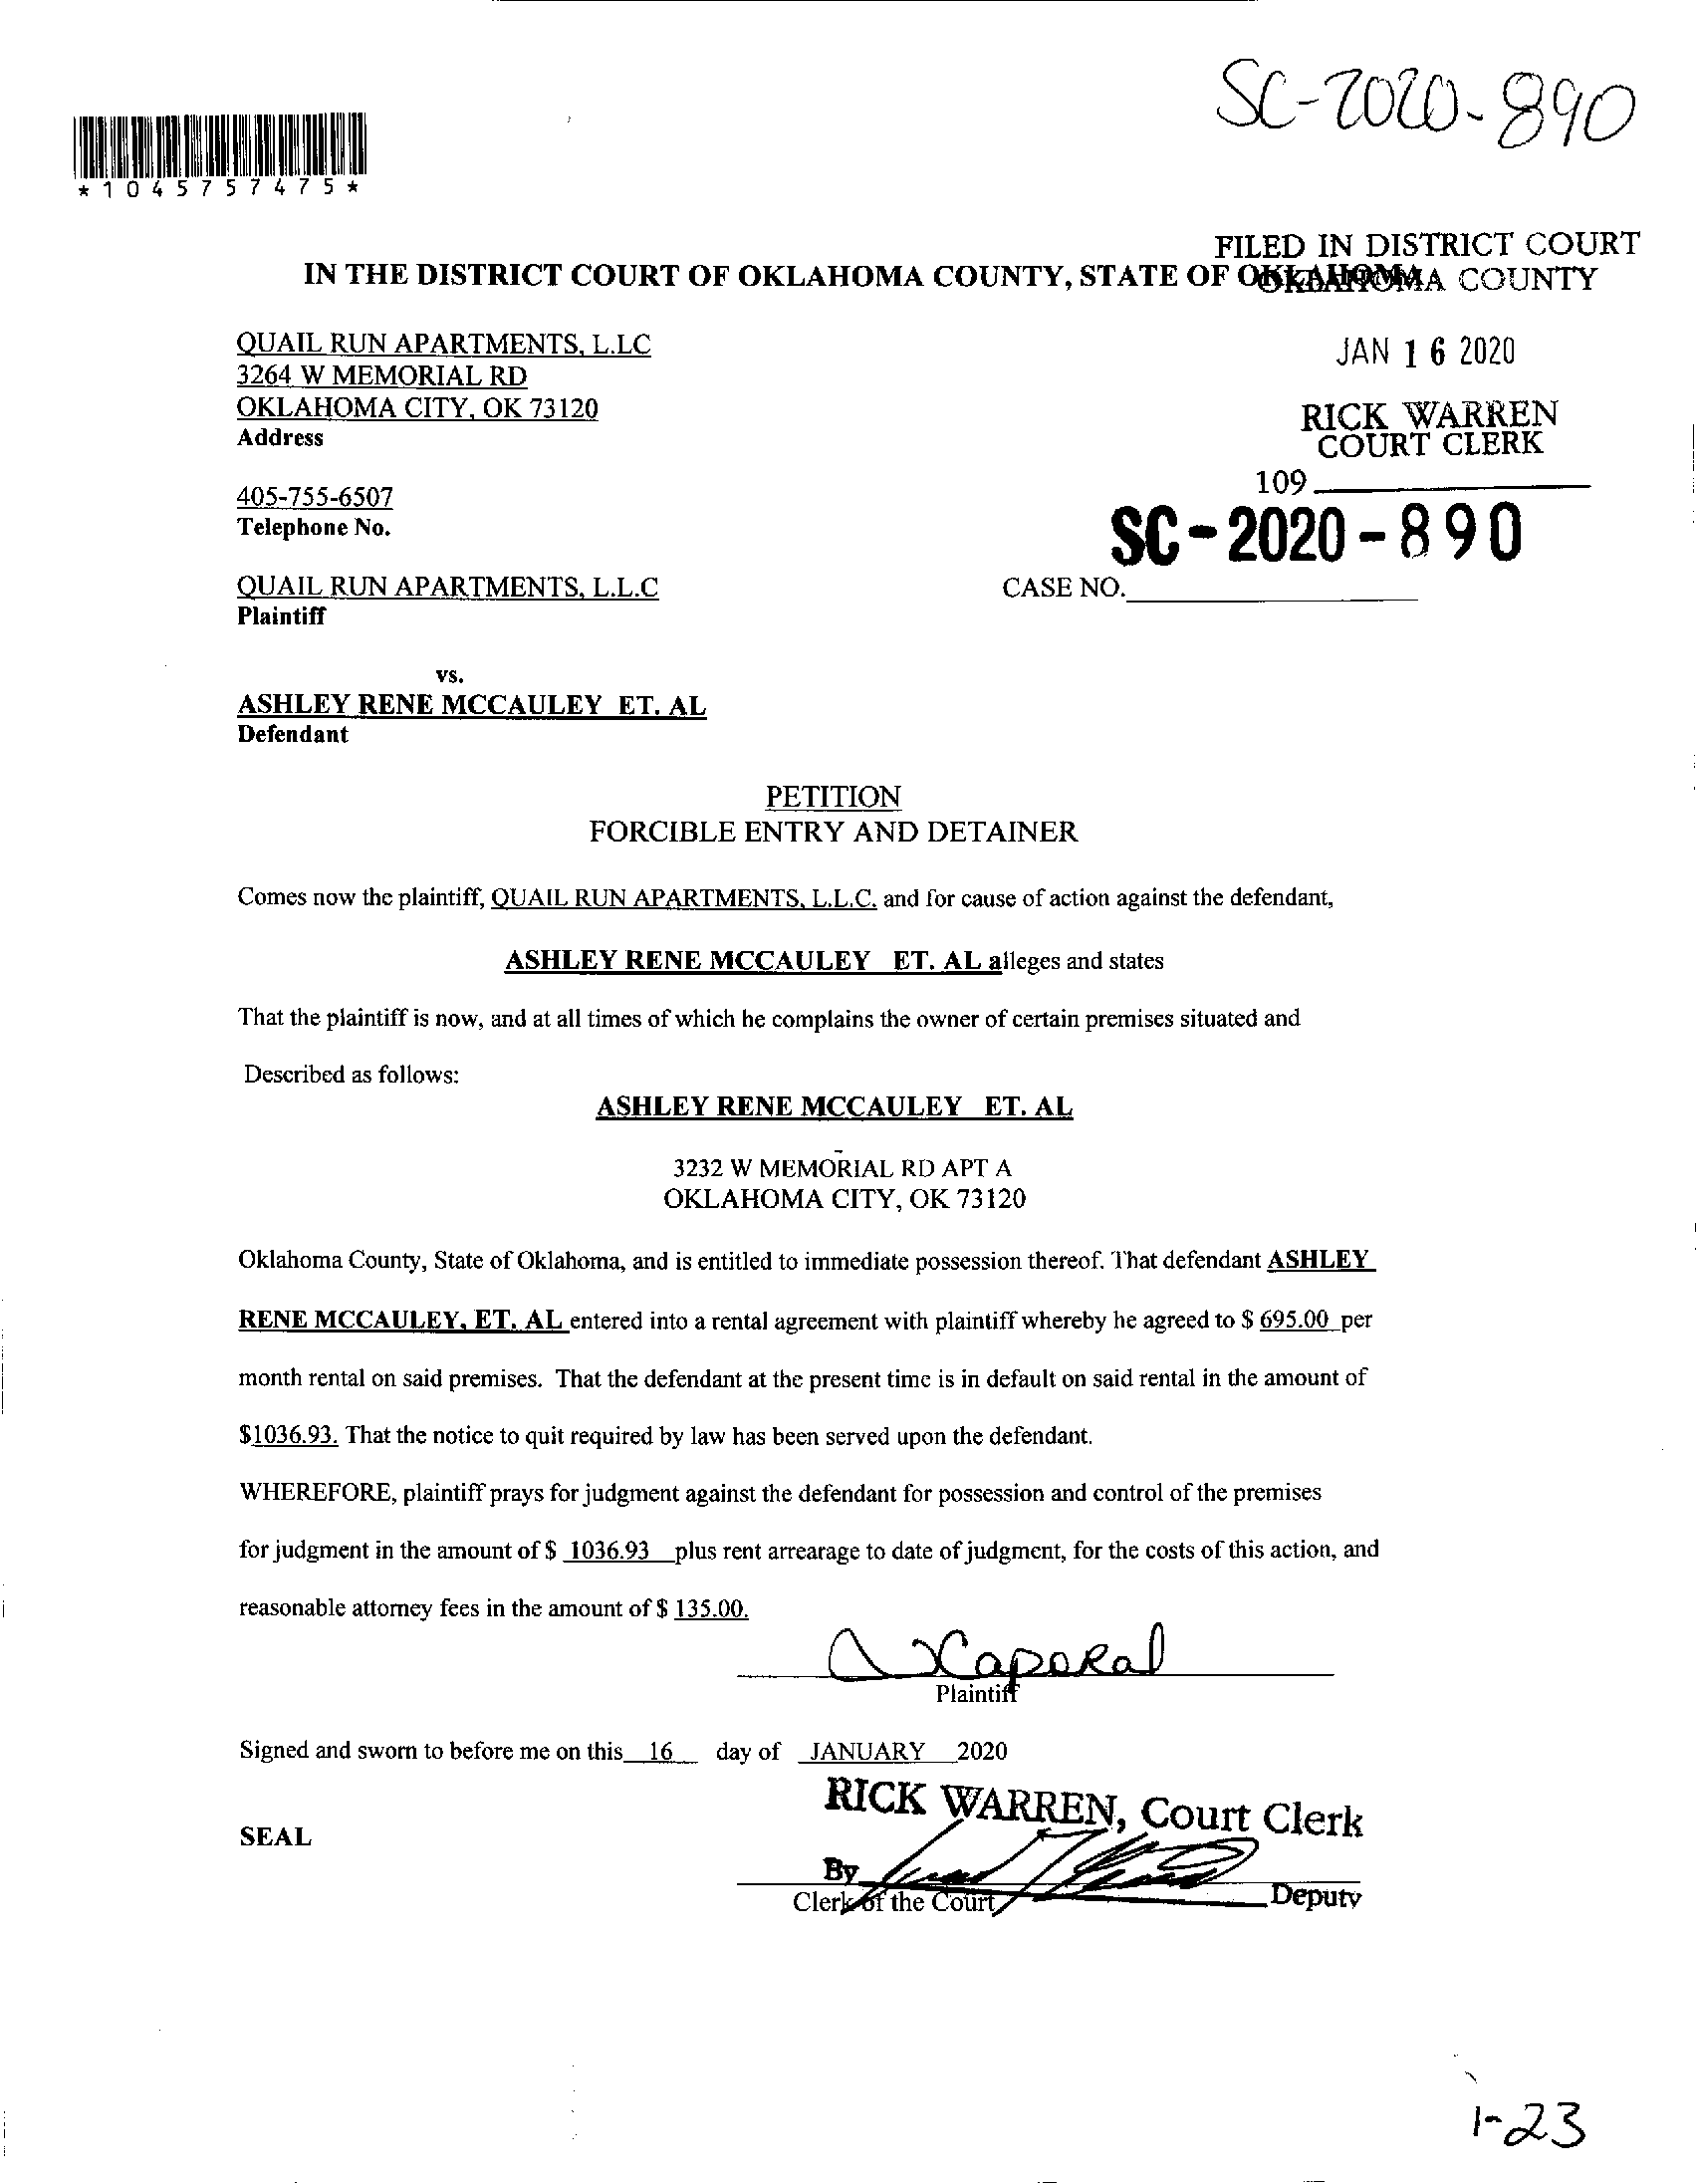 SC-2020-890
*1045757475*
FILED IN DISTRICT COURT
OKLAHOMA COUNTY
IN THE DISTRICT COURT OF OKLAHOMA COUNTY, STATE OF OKLAHOMA
QUAIL RUN APARTMENTS, L.LC
3264 W MEMORIAL RD
OKLAHOMA CITY, OK 73120
Address
JAN 16 2020
RICK WARREN
COURT CLERK
109
405-755-6507
Telephone No.
SC-2020-890
QUAIL RUN APARTMENTS, L.L.C
Plaintiff
CASE NO.
vs.
ASHLEY RENE MCCAULEY ET. AL
Defendant
PETITION
FORCIBLE ENTRY AND DETAINER
Comes now the plaintiff, QUAIL RUN APARTMENTS, L.L.C. and for cause of action against the defendant,
ASHLEY RENE MCCAULEY ET. AL alleges and states
That the plaintiff is now, and at all times of which he complains the owner of certain premises situated and
Described as follows:
ASHLEY RENE MCCAULEY ET. AL
3232 W MEMORIAL RD APT A
OKLAHOMA CITY, OK 73120
Oklahoma County, State of Oklahoma, and is entitled to immediate possession thereof. That defendant ASHLEY
RENE MCCAULEY, ET. AL entered into a rental agreement with plaintiff whereby he agreed to $ 695.00 per
month rental on said premises. That the defendant at the present time is in default on said rental in the amount of
$1036.93. That the notice to quit required by law has been served upon the defendant.
WHEREFORE, plaintiff prays for judgment against the defendant for possession and control of the premises
for judgment in the amount of $ 1036.93 plus rent arrearage to date of judgment, for the costs of this action, and
reasonable attorney fees in the amount of $ 135.00.
Caporal
Plaintiff
Signed and sworn to before me on this 16 day of JANUARY 2020
RICK WARREN, Court Clerk
SEAL
By
Clerk of the Court
Deputy
1-23